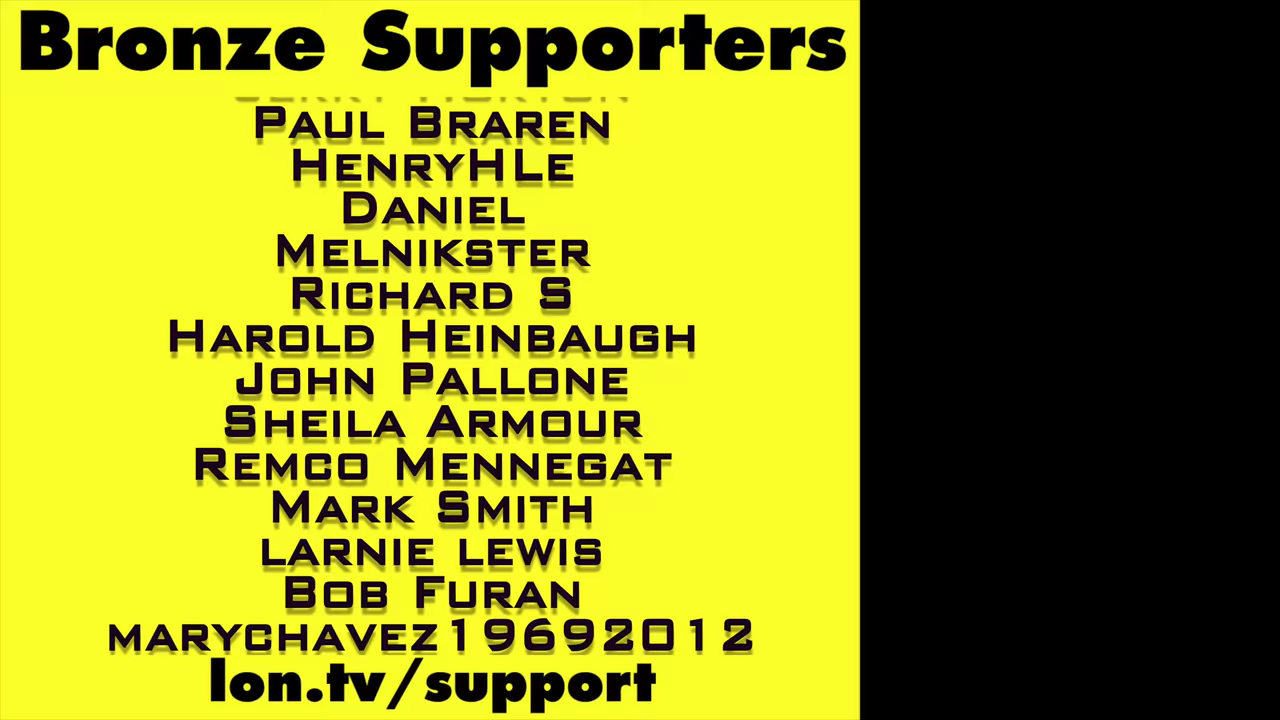 Bronze Supporters
Paul Braren
HenryHLe
Daniel
Melnikster
Richard S
Harold Heinbaugh
John Pallone
Sheila Armour
Remco Mennegat
Mark Smith
larnie lewis
Bob Furan
marychavez19692012
lon.tv/support